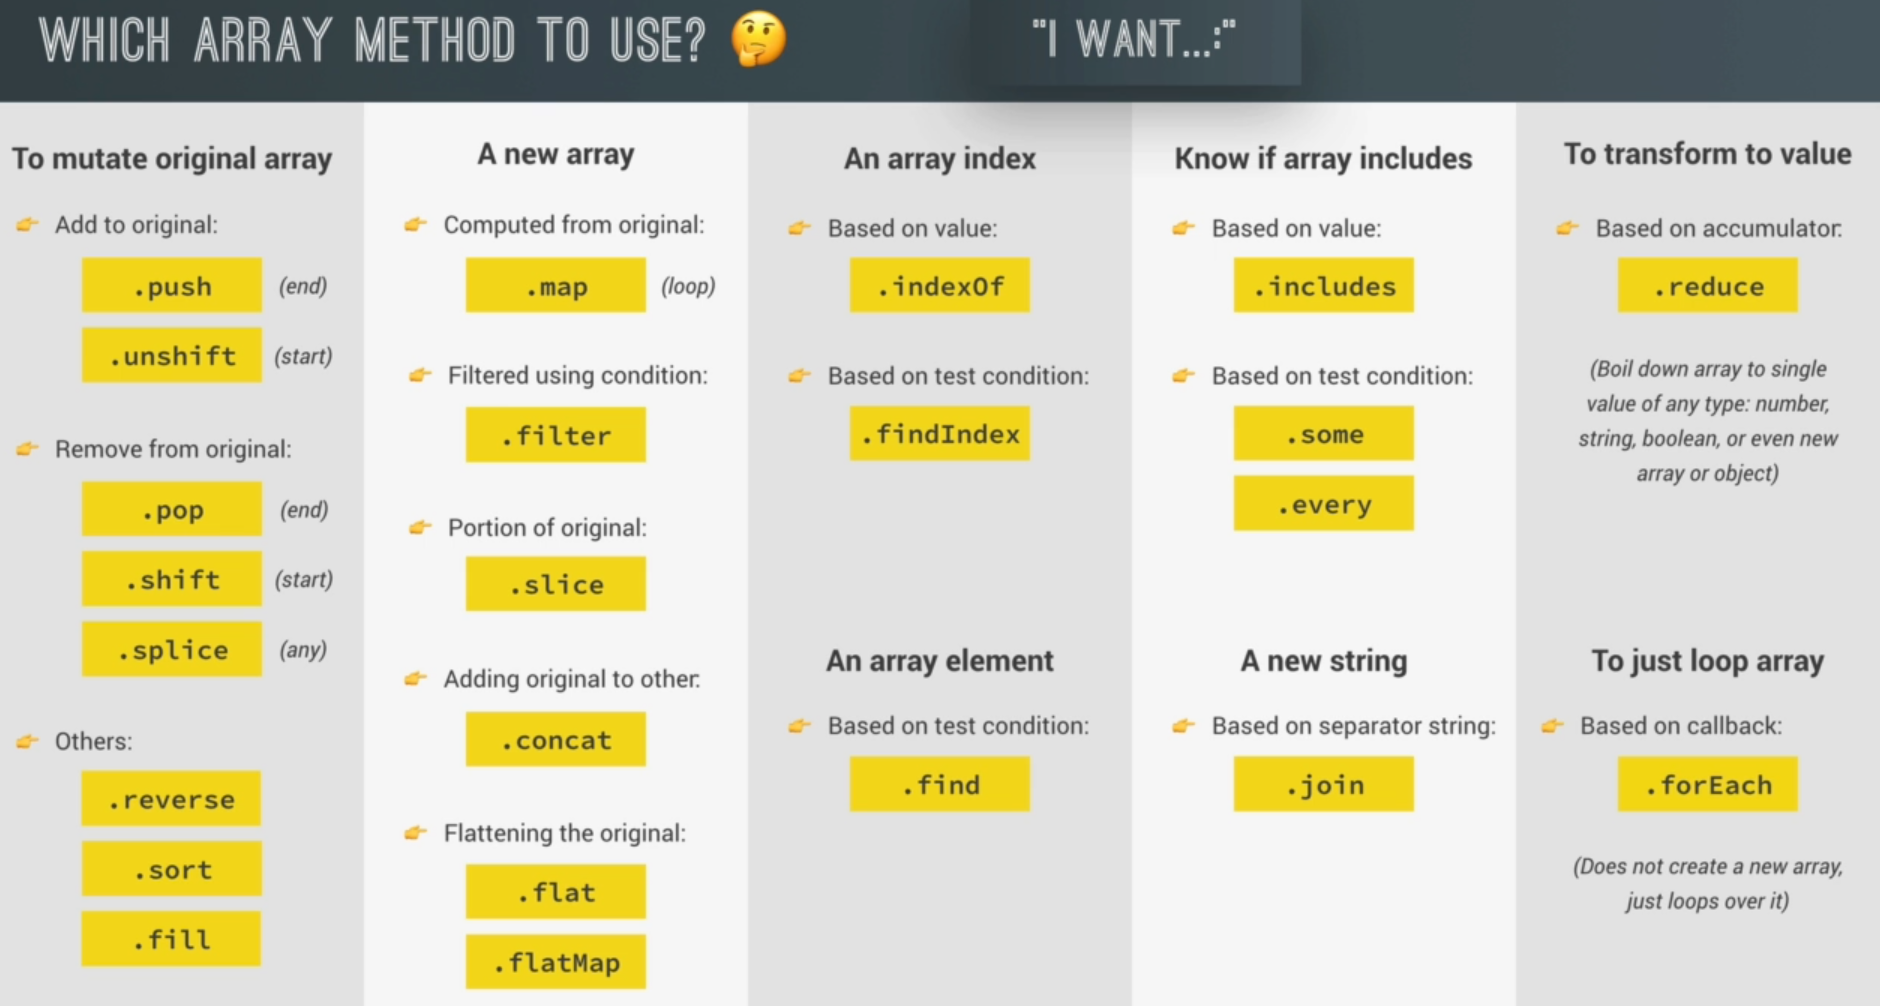 WHICH ARRAY METHOD TO USE? 🤔
"I WANT...:"
To mutate original array
👉 Add to original:
.push (end)
.unshift (start)
👉 Remove from original:
.pop (end)
.shift (start)
.splice (any)
👉 Others:
.reverse
.sort
.fill
A new array
👉 Computed from original:
.map (loop)
👉 Filtered using condition:
.filter
👉 Portion of original:
.slice
👉 Adding original to other:
.concat
👉 Flattening the original:
.flat
.flatMap
An array index
👉 Based on value:
.indexOf
👉 Based on test condition:
.findIndex
An array element
👉 Based on test condition:
.find
Know if array includes
👉 Based on value:
.includes
👉 Based on test condition:
.some
.every
A new string
👉 Based on separator string:
.join
To transform to value
👉 Based on accumulator:
.reduce
(Boil down array to single
value of any type: number,
string, boolean, or even new
array or object)
To just loop array
👉 Based on callback:
.forEach
(Does not create a new array,
just loops over it)